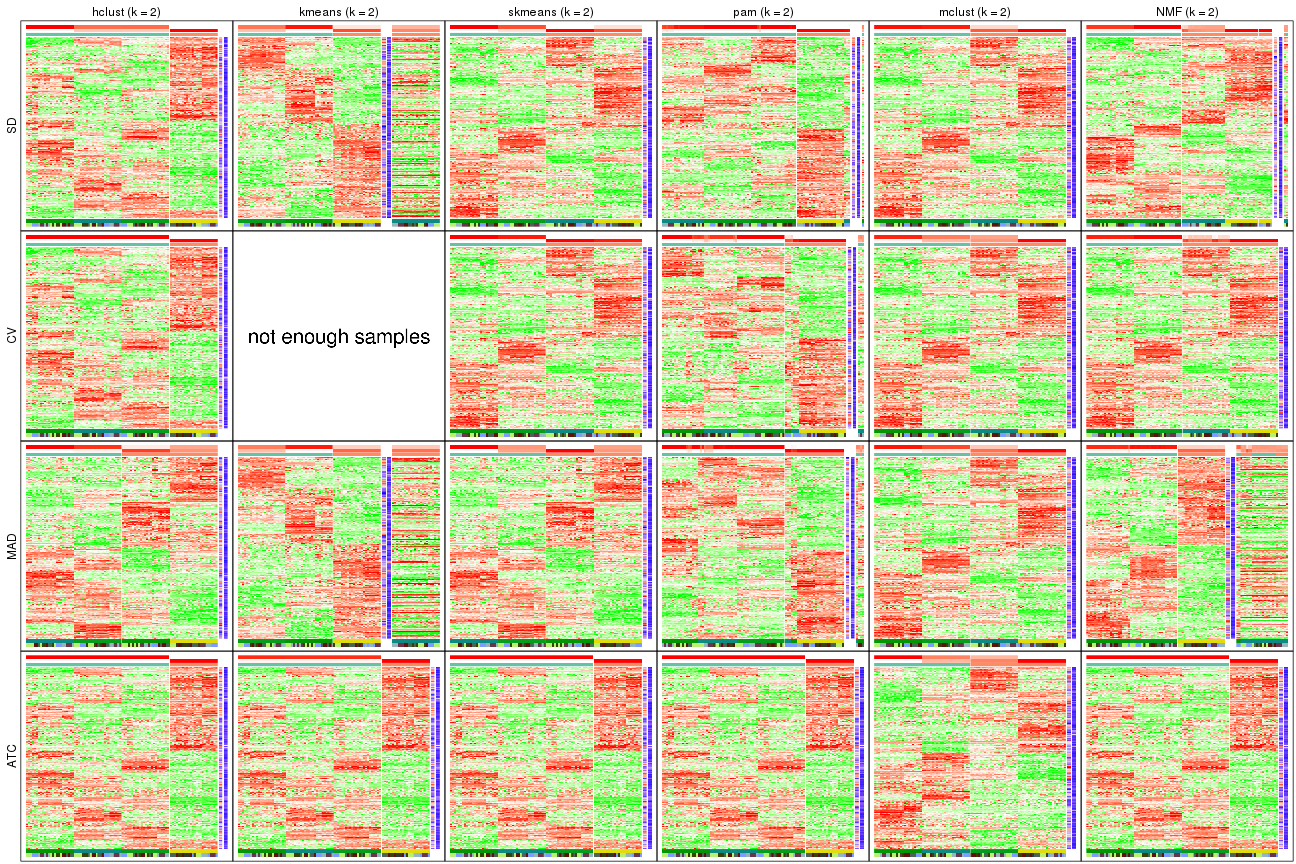 hclust (k = 2)
kmeans (k = 2)
skmeans (k = 2)
pam (k = 2)
mclust (k = 2)
NMF (k = 2)
SD
CV
not enough samples
MAD
ATC